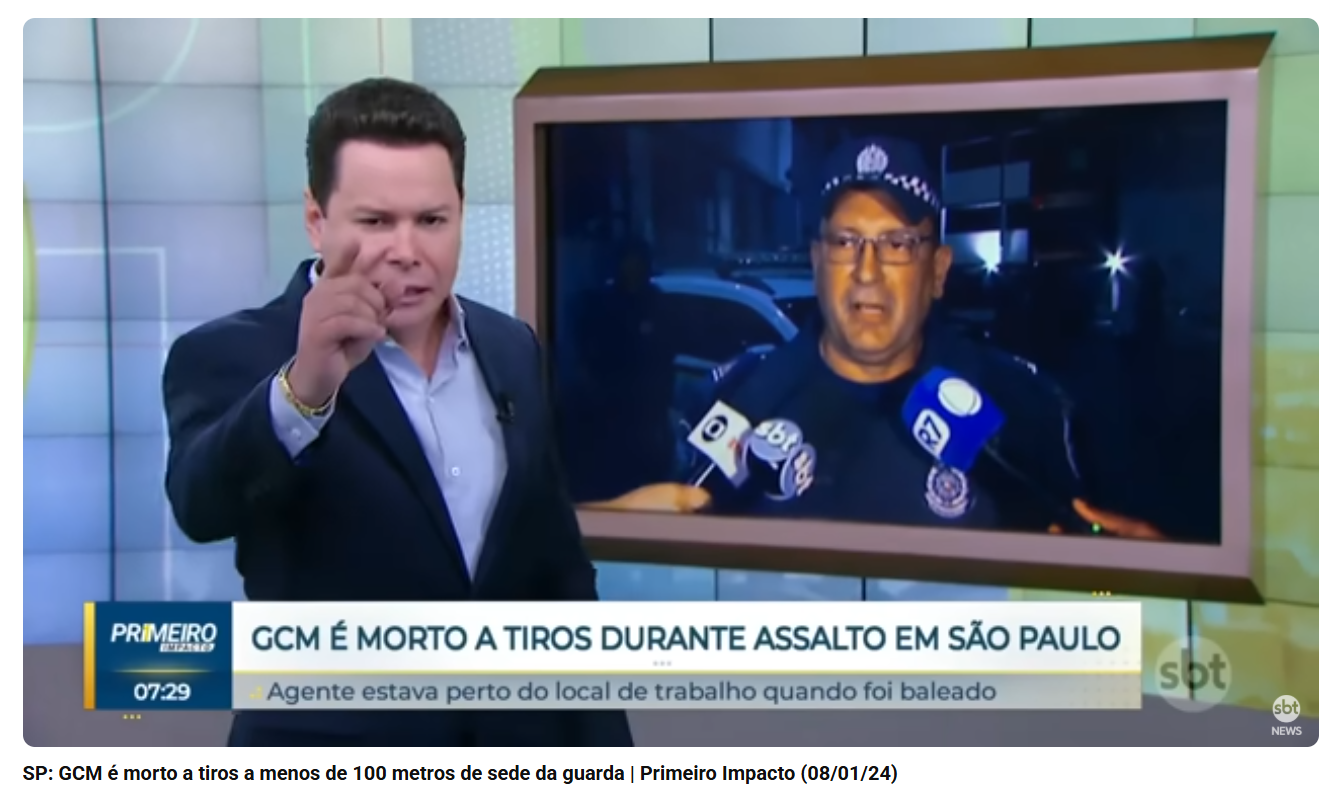 O
sbt
sbt
R7
PRIMEIRO
IMPACTO
07:29
GCM É MORTO A TIROS DURANTE ASSALTO EM SÃO PAULO
Agente estava perto do local de trabalho quando foi baleado
sbt
sbt
NEWS
SP: GCM é morto a tiros a menos de 100 metros de sede da guarda | Primeiro Impacto (08/01/24)